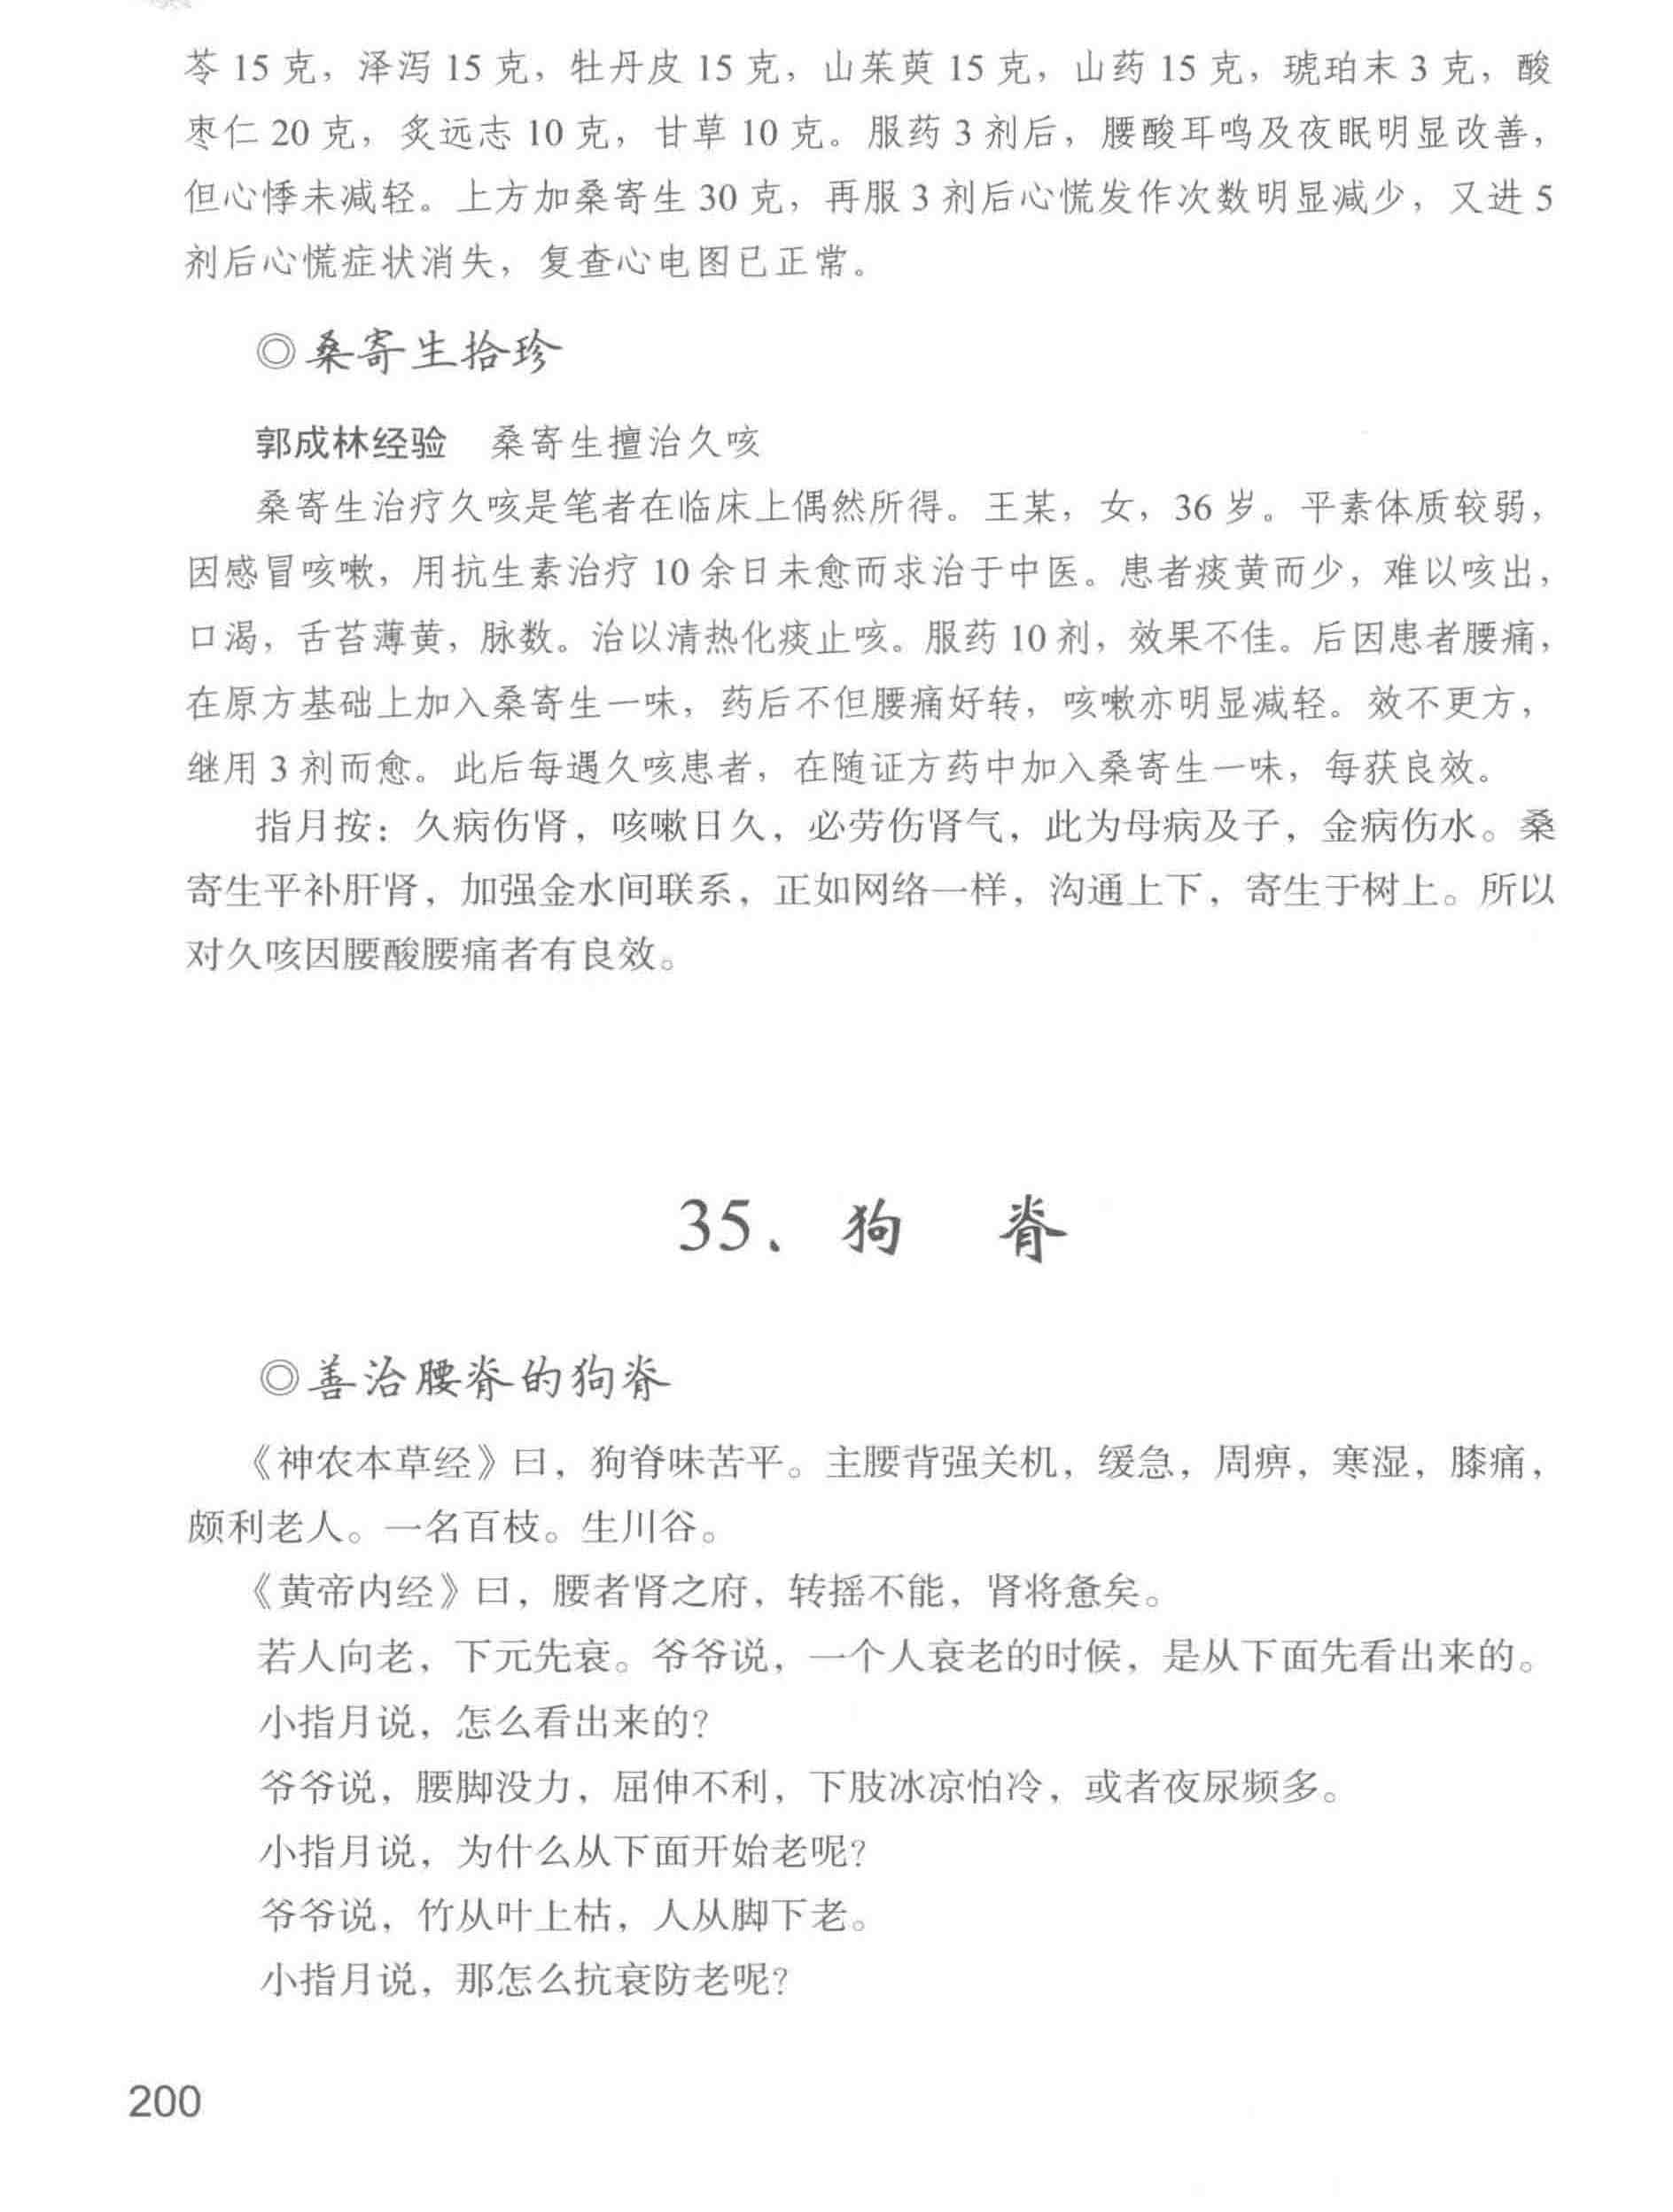 苓 15 克，泽泻 15 克，牡丹皮 15 克，山茱萸 15 克，山药 15 克，琥珀末 3 克，酸
枣仁 20 克，炙远志 10 克，甘草 10 克。服药 3 剂后，腰酸耳鸣及夜眠明显改善，
但心悸未减轻。上方加桑寄生 30 克，再服 3 剂后心慌发作次数明显减少，又进 5
剂后心慌症状消失，复查心电图已正常。
◎桑寄生拾珍
郭成林经验 桑寄生擅治久咳
桑寄生治疗久咳是笔者在临床上偶然所得。王某，女，36 岁。平素体质较弱，
因感冒咳嗽，用抗生素治疗 10 余日未愈而求治于中医。患者痰黄而少，难以咳出，
口渴，舌苔薄黄，脉数。治以清热化痰止咳。服药 10 剂，效果不佳。后因患者腰痛，
在原方基础上加入桑寄生一味，药后不但腰痛好转，咳嗽亦明显减轻。效不更方，
继用 3 剂而愈。此后每遇久咳患者，在随证方药中加入桑寄生一味，每获良效。
指月按：久病伤肾，咳嗽日久，必劳伤肾气，此为母病及子，金病伤水。桑
寄生平补肝肾，加强金水间联系，正如网络一样，沟通上下，寄生于树上。所以
对久咳因腰酸腰痛者有良效。
35、狗 脊
◎善治腰脊的狗脊
《神农本草经》曰，狗脊味苦平。主腰背强关机，缓急，周痹，寒湿，膝痛，
颇利老人。一名百枝。生川谷。
《黄帝内经》曰，腰者肾之府，转摇不能，肾将惫矣。
若人向老，下元先衰。爷爷说，一个人衰老的时候，是从下面先看出来的。
小指月说，怎么看出来的？
爷爷说，腰脚没力，屈伸不利，下肢冰凉怕冷，或者夜尿频多。
小指月说，为什么从下面开始老呢？
爷爷说，竹从叶上枯，人从脚下老。
小指月说，那怎么抗衰防老呢？
200